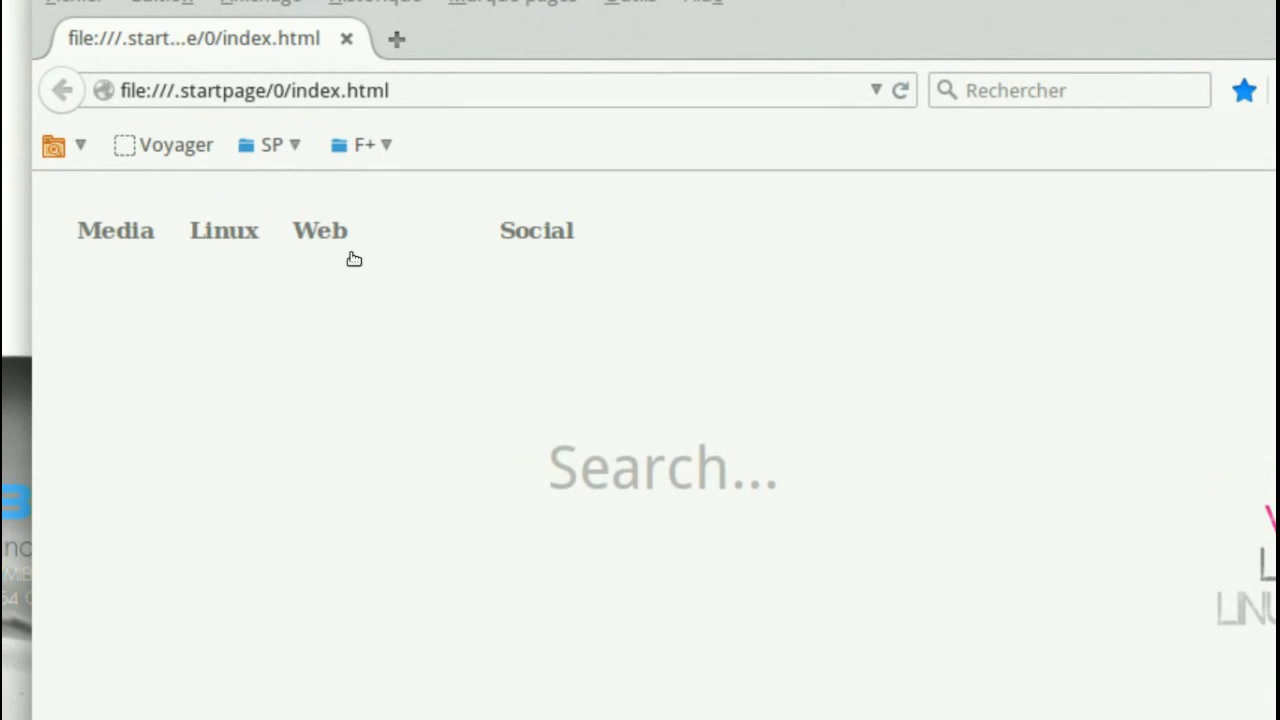 file:///.start...e/0/index.html
file:///.startpage/0/index.html
Rechercher
Voyager SP F+
Media Linux Web Social
Search...